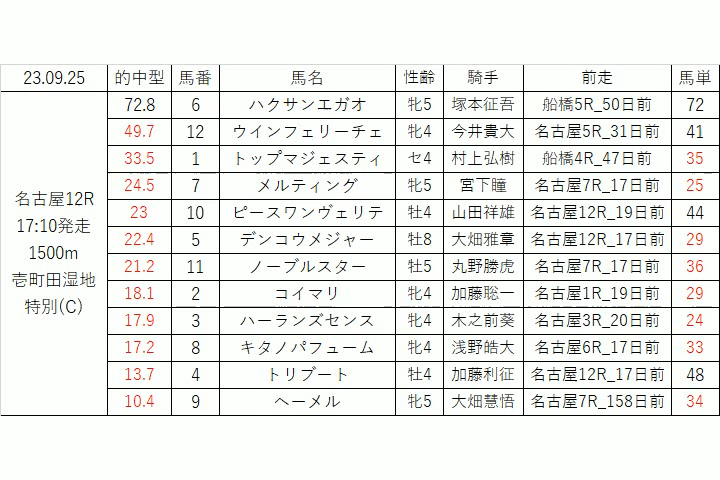 23.09.25 的中型 馬番 馬名 性齢 騎手 前走 馬単
名古屋12R
17:10発走
1500m
壱町田湿地
特別(C)
72.8 6 ハクサンエガオ 牝5 塚本征吾 船橋5R_50日前 72
49.7 12 ウインフェリーチェ 牝4 今井貴大 名古屋5R_31日前 41
33.5 1 トップマジェスティ セ4 村上弘樹 船橋4R_47日前 35
24.5 7 メルティング 牝5 宮下瞳 名古屋7R_17日前 25
23 10 ピースワンヴェリテ 牡4 山田祥雄 名古屋12R_19日前 44
22.4 5 デンコウメジャー 牡8 大畑雅章 名古屋12R_17日前 29
21.2 11 ノーブルスター 牡5 丸野勝虎 名古屋7R_17日前 36
18.1 2 コイマリ 牝4 加藤聡一 名古屋1R_19日前 29
17.9 3 ハーランズセンス 牝4 木之前葵 名古屋3R_20日前 24
17.2 8 キタノパフューム 牝4 浅野皓大 名古屋6R_17日前 33
13.7 4 トリブート 牡4 加藤利征 名古屋12R_17日前 48
10.4 9 ヘーメル 牝5 大畑慧悟 名古屋7R_158日前 34